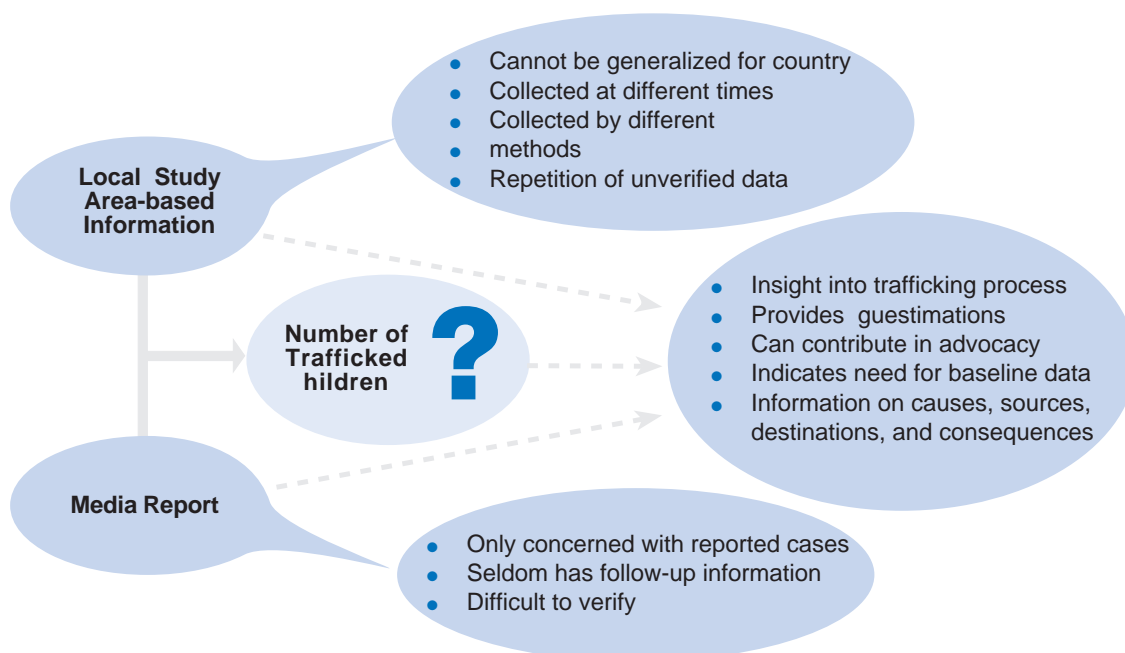 • Cannot be generalized for country
• Collected at different times
• Collected by different
• methods
• Repetition of unverified data
Local Study
Area-based
Information
• Insight into trafficking process
• Provides guestimations
• Can contribute in advocacy
• Indicates need for baseline data
• Information on causes, sources,
destinations, and consequences
Number of
Trafficked
hildren
?
Media Report
• Only concerned with reported cases
• Seldom has follow-up information
• Difficult to verify